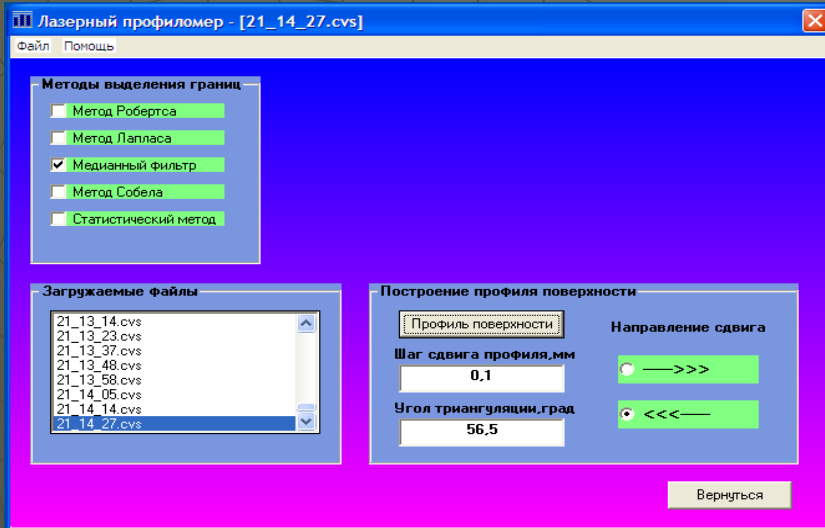 Лазерный профиломер - [21_14_27.cvs]
Файл Помощь
Методы выделения границ
Метод Робертса
Метод Лапласа
Медианный фильтр
Метод Собела
Статистический метод
Загружаемые файлы
21_13_14.cvs
21_13_23.cvs
21_13_37.cvs
21_13_48.cvs
21_13_58.cvs
21_14_05.cvs
21_14_14.cvs
21_14_27.cvs
Построение профиля поверхности
Профиль поверхности
Шаг сдвига профиля,мм
0,1
Угол триангуляции,град
56,5
Направление сдвига
——>>>
<<<——
Вернуться